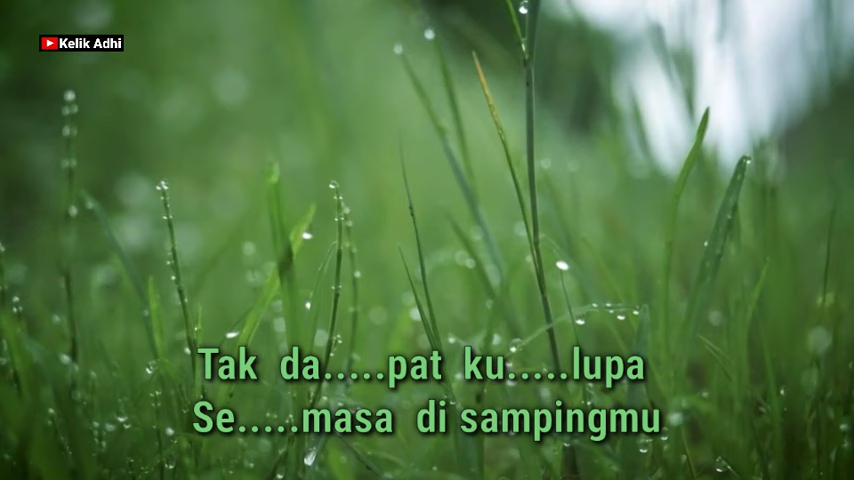 Kelik Adhi
Tak da.....pat ku.....lupa
Se.....masa di sampingmu